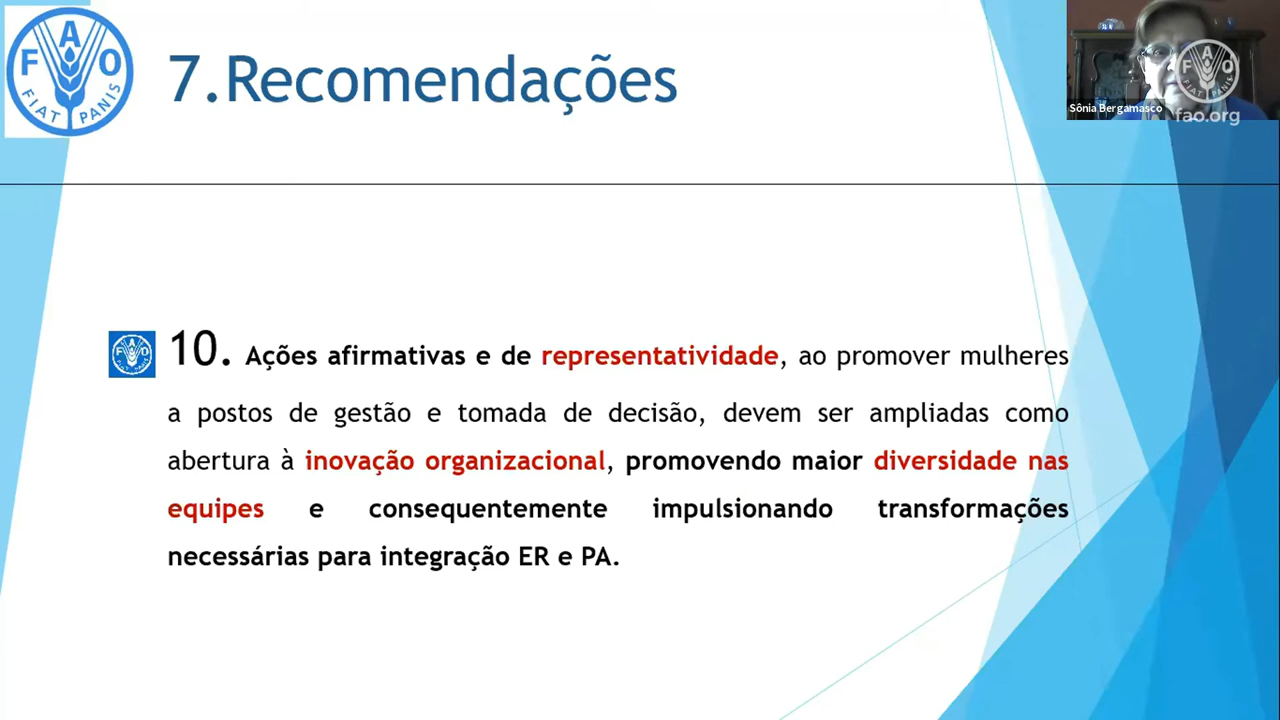 F A O
FIAT PANIS
7.Recomendações
Sônia Bergamasco
F A O
fao.org
10. Ações afirmativas e de representatividade, ao promover mulheres
a postos de gestão e tomada de decisão, devem ser ampliadas como
abertura à inovação organizacional, promovendo maior diversidade nas
equipes e consequentemente impulsionando transformações
necessárias para integração ER e PA.